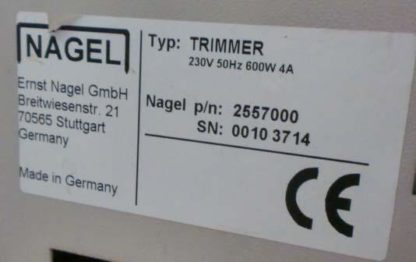 NAGEL
Ernst Nagel GmbH
Breitwiesenstr. 21
70565 Stuttgart
Germany
Made in Germany
Typ: TRIMMER
230V 50Hz 600W 4A
Nagel p/n: 2557000
SN: 0010 3714
CE